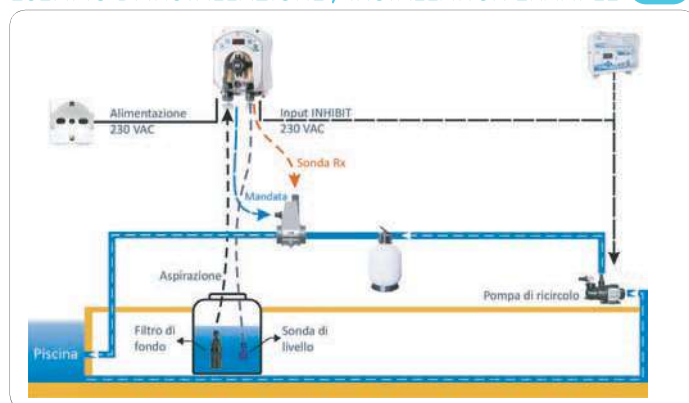 Alimentazione
230 VAC
Input INHIBIT
230 VAC
Sonda Rx
Mandata
Aspirazione
Pompa di ricircolo
Filtro di
fondo
Sonda di
livello
Piscina